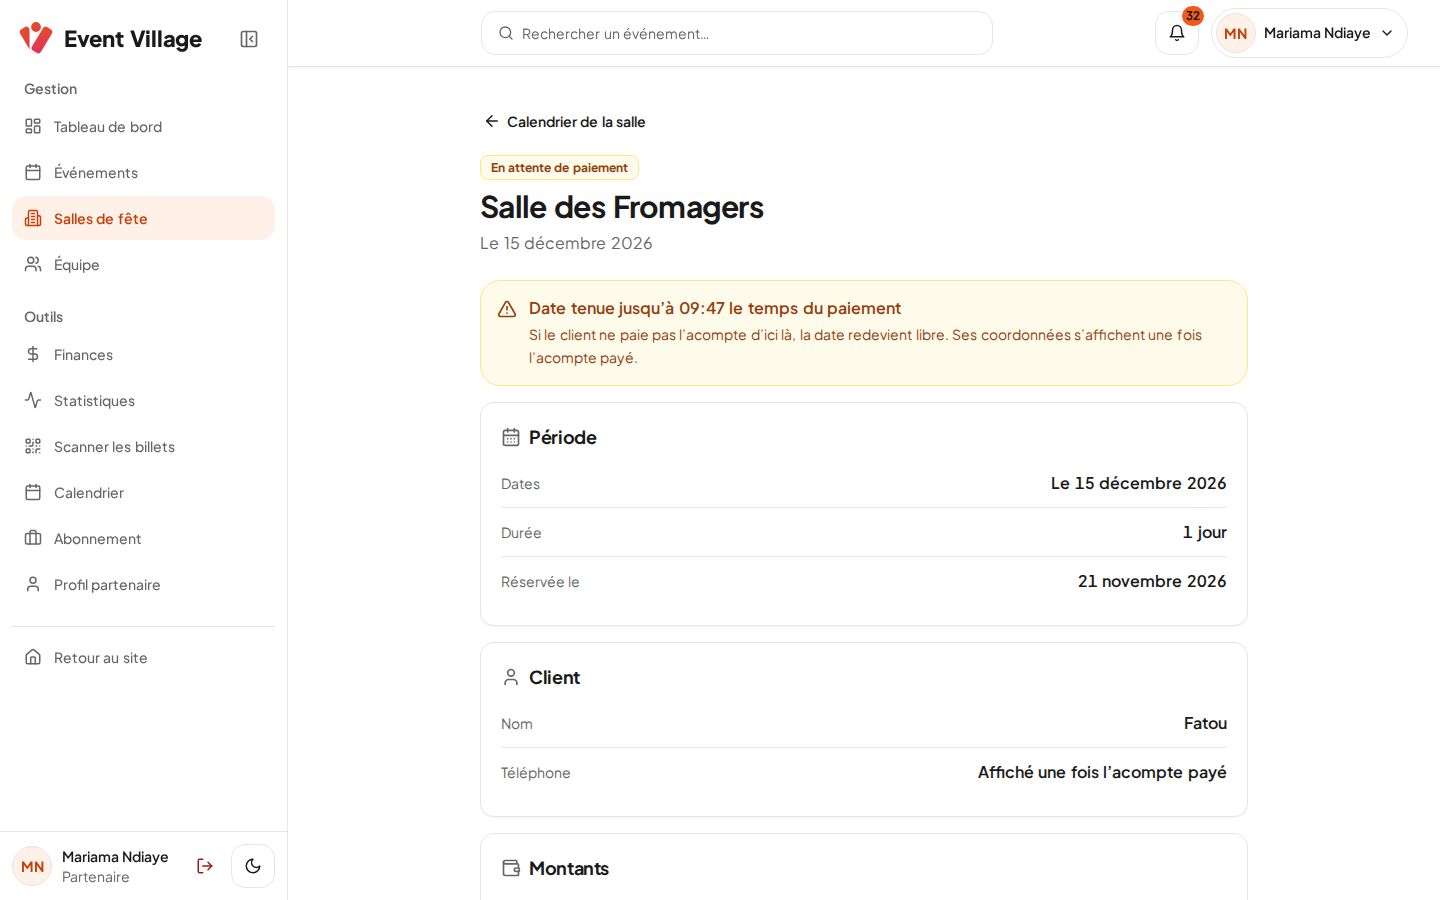 Event Village
Gestion
Tableau de bord
Événements
Salles de fête
Équipe
Outils
Finances
Statistiques
Scanner les billets
Calendrier
Abonnement
Profil partenaire
Retour au site
MN
Mariama Ndiaye
Partenaire
Rechercher un événement…
32
MN
Mariama Ndiaye
Calendrier de la salle
En attente de paiement
Salle des Fromagers
Le 15 décembre 2026
Date tenue jusqu’à 09:47 le temps du paiement
Si le client ne paie pas l’acompte d’ici là, la date redevient libre. Ses coordonnées s’affichent une fois
l’acompte payé.
Période
Dates
Le 15 décembre 2026
Durée
1 jour
Réservée le
21 novembre 2026
Client
Nom
Fatou
Téléphone
Affiché une fois l’acompte payé
Montants